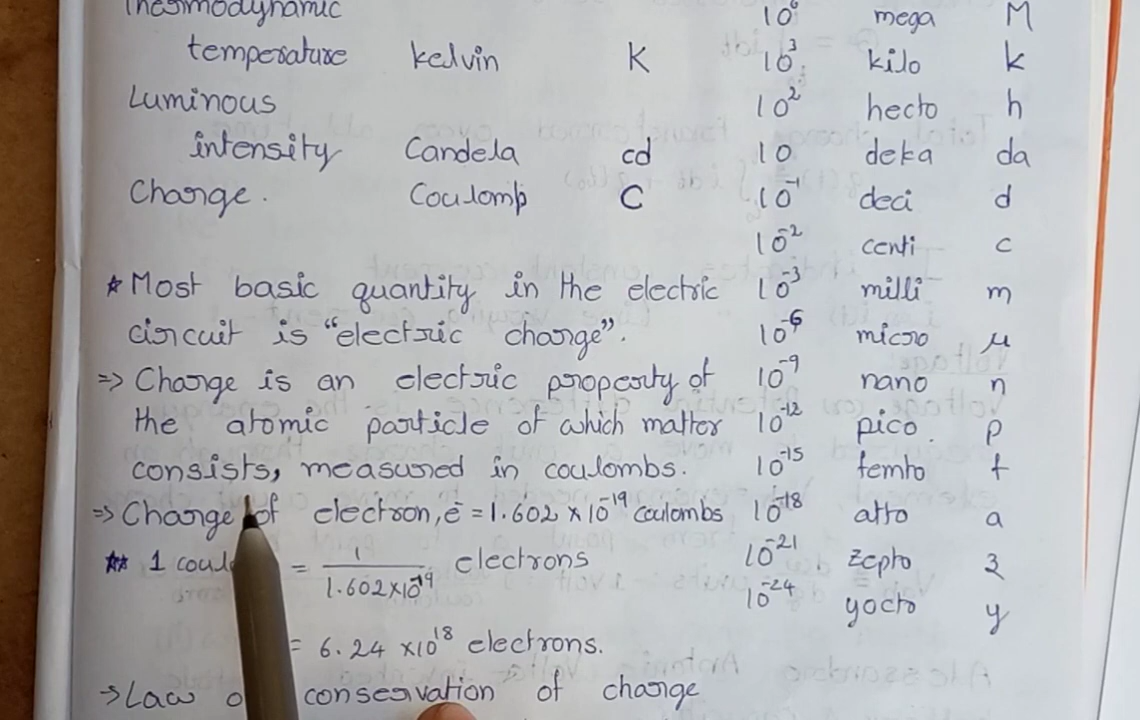 Thermodynamic 10⁶ mega M
temperature kelvin K 10³ kilo k
Luminous 10² hecto h
intensity Candela cd 10 deka da
Charge. Coulomb C 10⁻¹ deci d
10⁻² centi c
* Most basic quantity in the electric 10⁻³ milli m
circuit is "electric charge". 10⁻⁶ micro μ
=> Charge is an electric property of 10⁻⁹ nano n
the atomic particle of which matter 10⁻¹² pico. p
consists, measured in coulombs. 10⁻¹⁵ femto f
=> Charge of electron, e⁻ = 1.602 × 10⁻¹⁹ coulombs 10⁻¹⁸ atto a
** 1 coul = 1/1.602×10⁻¹⁹ electrons 10⁻²¹ zepto z
10⁻²⁴ yocto y
= 6.24 ×10¹⁸ electrons.
→ Law o conservation of charge